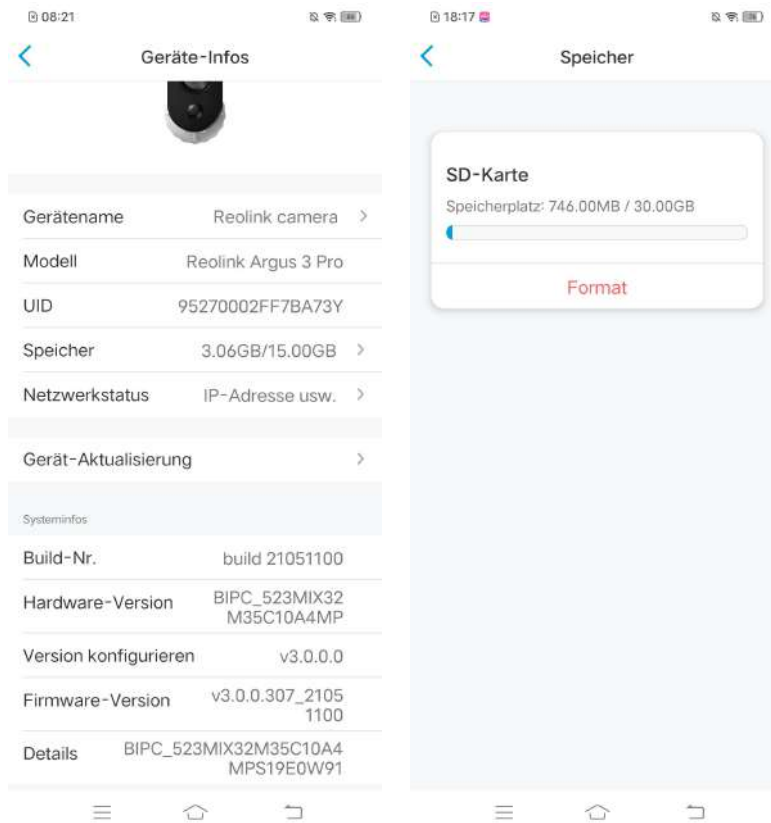 08:21
Geräte-Infos
Gerätename Reolink camera
Modell Reolink Argus 3 Pro
UID 95270002FF7BA73Y
Speicher 3.06GB/15.00GB
Netzwerkstatus IP-Adresse usw.
Gerät-Aktualisierung
Systeminfos
Build-Nr. build 21051100
Hardware-Version BIPC_523MIX32
M35C10A4MP
Version konfigurieren v3.0.0.0
Firmware-Version v3.0.0.307_2105
1100
Details BIPC_523MIX32M35C10A4
MPS19E0W91
18:17
Speicher
SD-Karte
Speicherplatz: 746.00MB / 30.00GB
Format